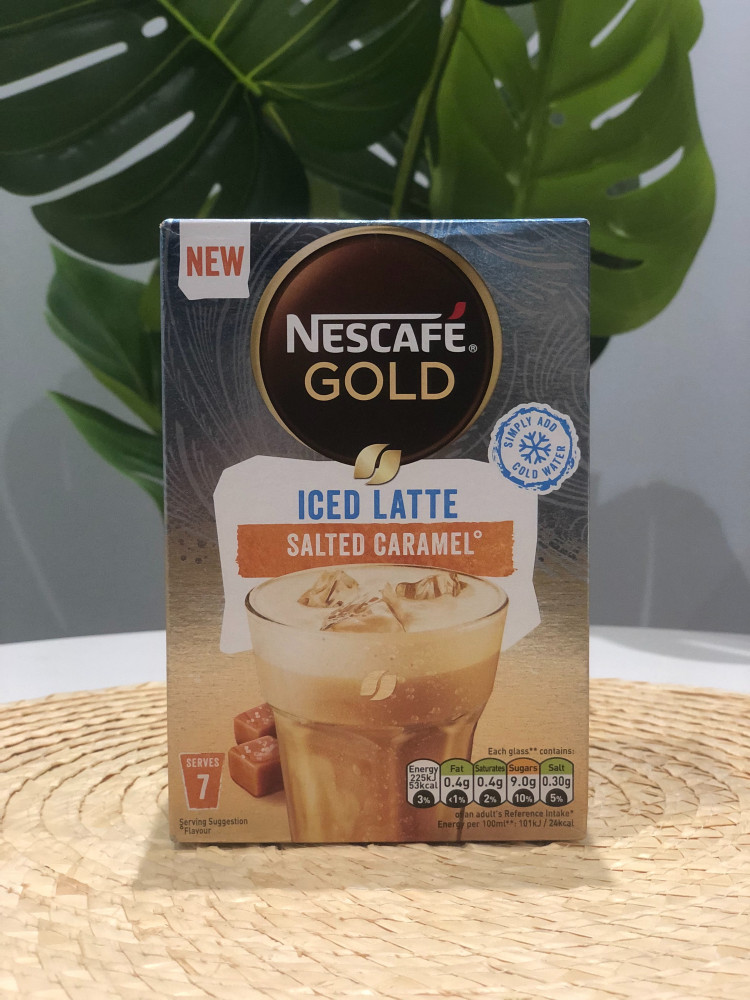 NEW
NESCAFÉ®
GOLD
SIMPLY ADD
COLD WATER
ICED LATTE
SALTED CARAMEL°
SERVES
7
Serving Suggestion
°Flavour
Each glass** contains:
Energy 225kJ 53kcal 3%
Fat 0.4g <1%
Saturates 0.4g 2%
Sugars 9.0g 10%
Salt 0.30g 5%
of an adult's Reference Intake*
Energy per 100ml**: 101kJ / 24kcal